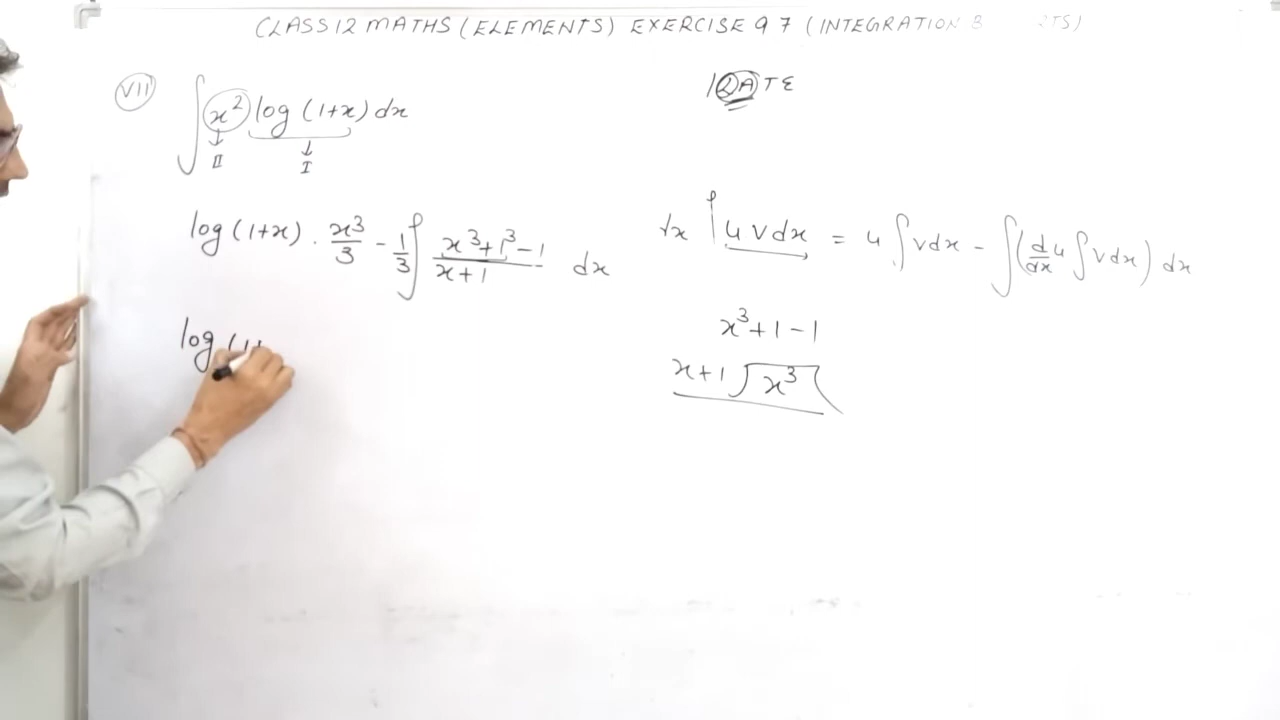 CLASS 12 MATHS (ELEMENTS) EXERCISE 9 7 (INTEGRATION B TS)
VII ∫ x² log (1+x) dx
II I
ILATE
log (1+x) . x³/3 - 1/3 ∫ (x³+1³-1)/(x+1) dx
dx ∫ u v dx = u ∫ v dx - ∫ (d/dx u ∫ v dx) dx
x³+1-1
x+1 x³
log (1+